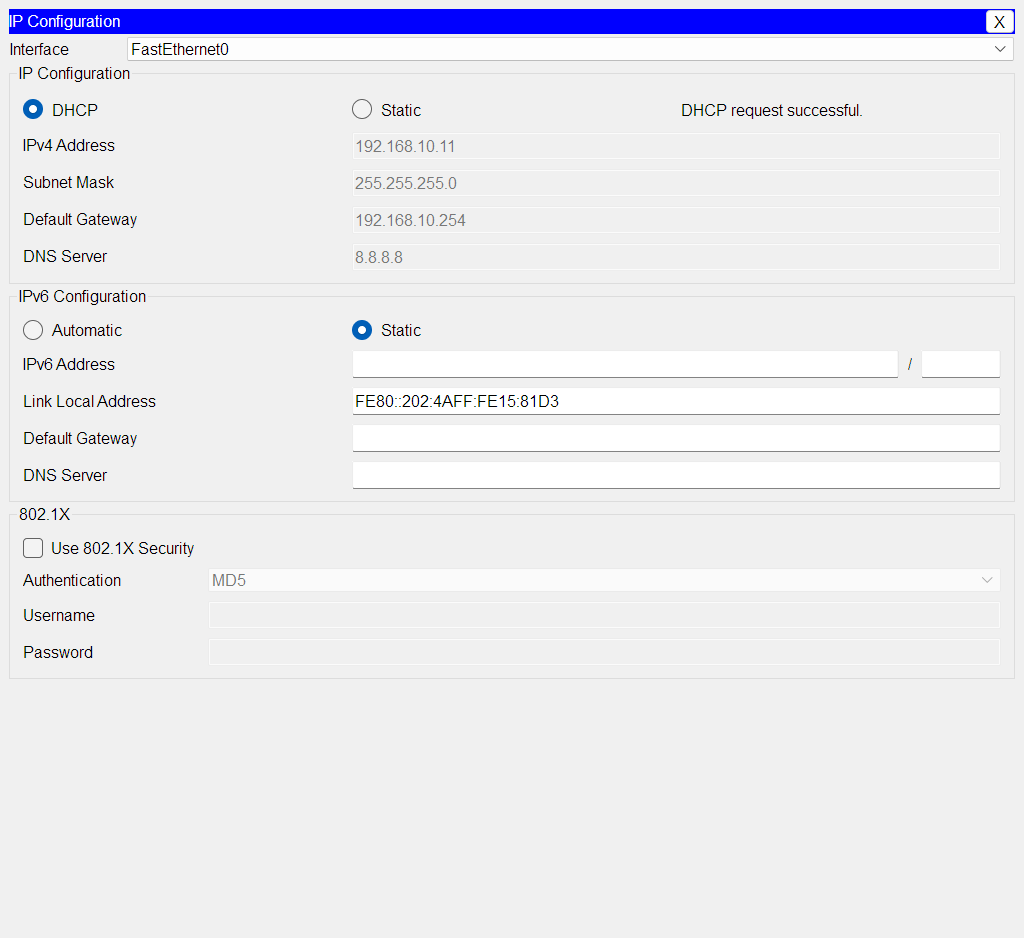 IP Configuration X
Interface FastEthernet0
IP Configuration
DHCP Static DHCP request successful.
IPv4 Address 192.168.10.11
Subnet Mask 255.255.255.0
Default Gateway 192.168.10.254
DNS Server 8.8.8.8
IPv6 Configuration
Automatic Static
IPv6 Address /
Link Local Address FE80::202:4AFF:FE15:81D3
Default Gateway
DNS Server
802.1X
Use 802.1X Security
Authentication MD5
Username
Password